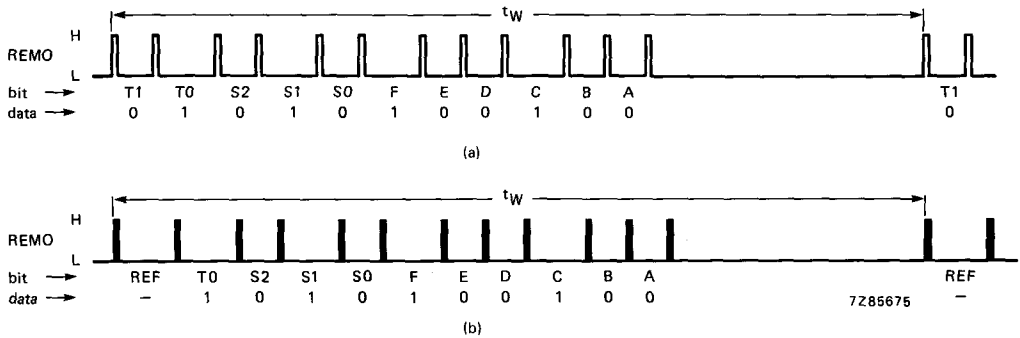 tW
REMO H L
bit → T1 T0 S2 S1 S0 F E D C B A T1
data → 0 1 0 1 0 1 0 0 1 0 0 0
(a)
tW
REMO H L
bit → REF T0 S2 S1 S0 F E D C B A REF
data → – 1 0 1 0 1 0 0 1 0 0 7Z85675 –
(b)